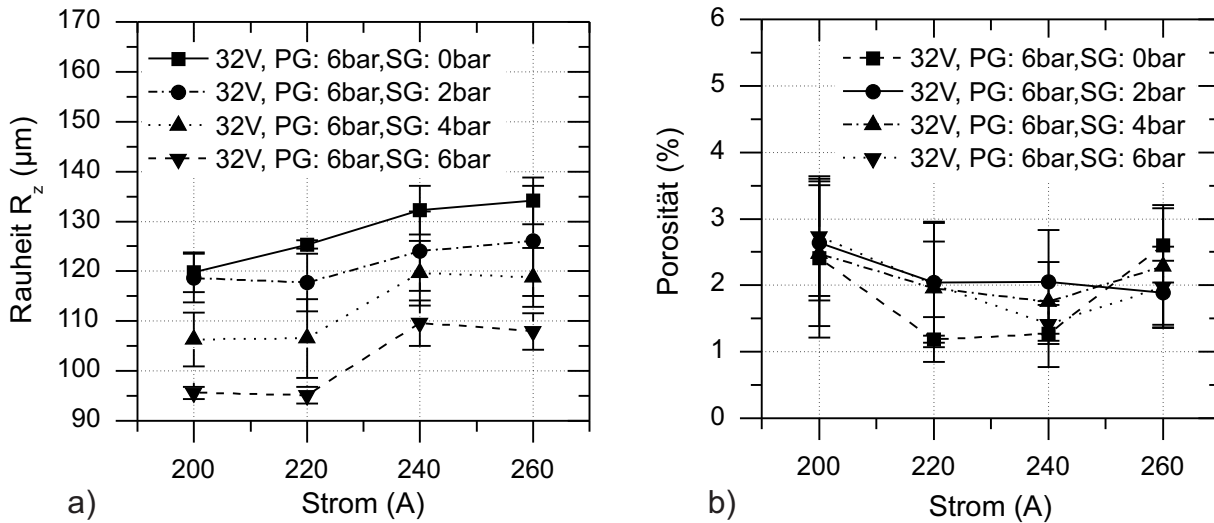 170
160
150
140
130
120
110
100
90
Rauheit R_z (µm)
32V, PG: 6bar,SG: 0bar
32V, PG: 6bar,SG: 2bar
32V, PG: 6bar,SG: 4bar
32V, PG: 6bar,SG: 6bar
200 220 240 260
Strom (A)
a)
6
5
4
3
2
1
0
Porosität (%)
32V, PG: 6bar,SG: 0bar
32V, PG: 6bar,SG: 2bar
32V, PG: 6bar,SG: 4bar
32V, PG: 6bar,SG: 6bar
200 220 240 260
Strom (A)
b)